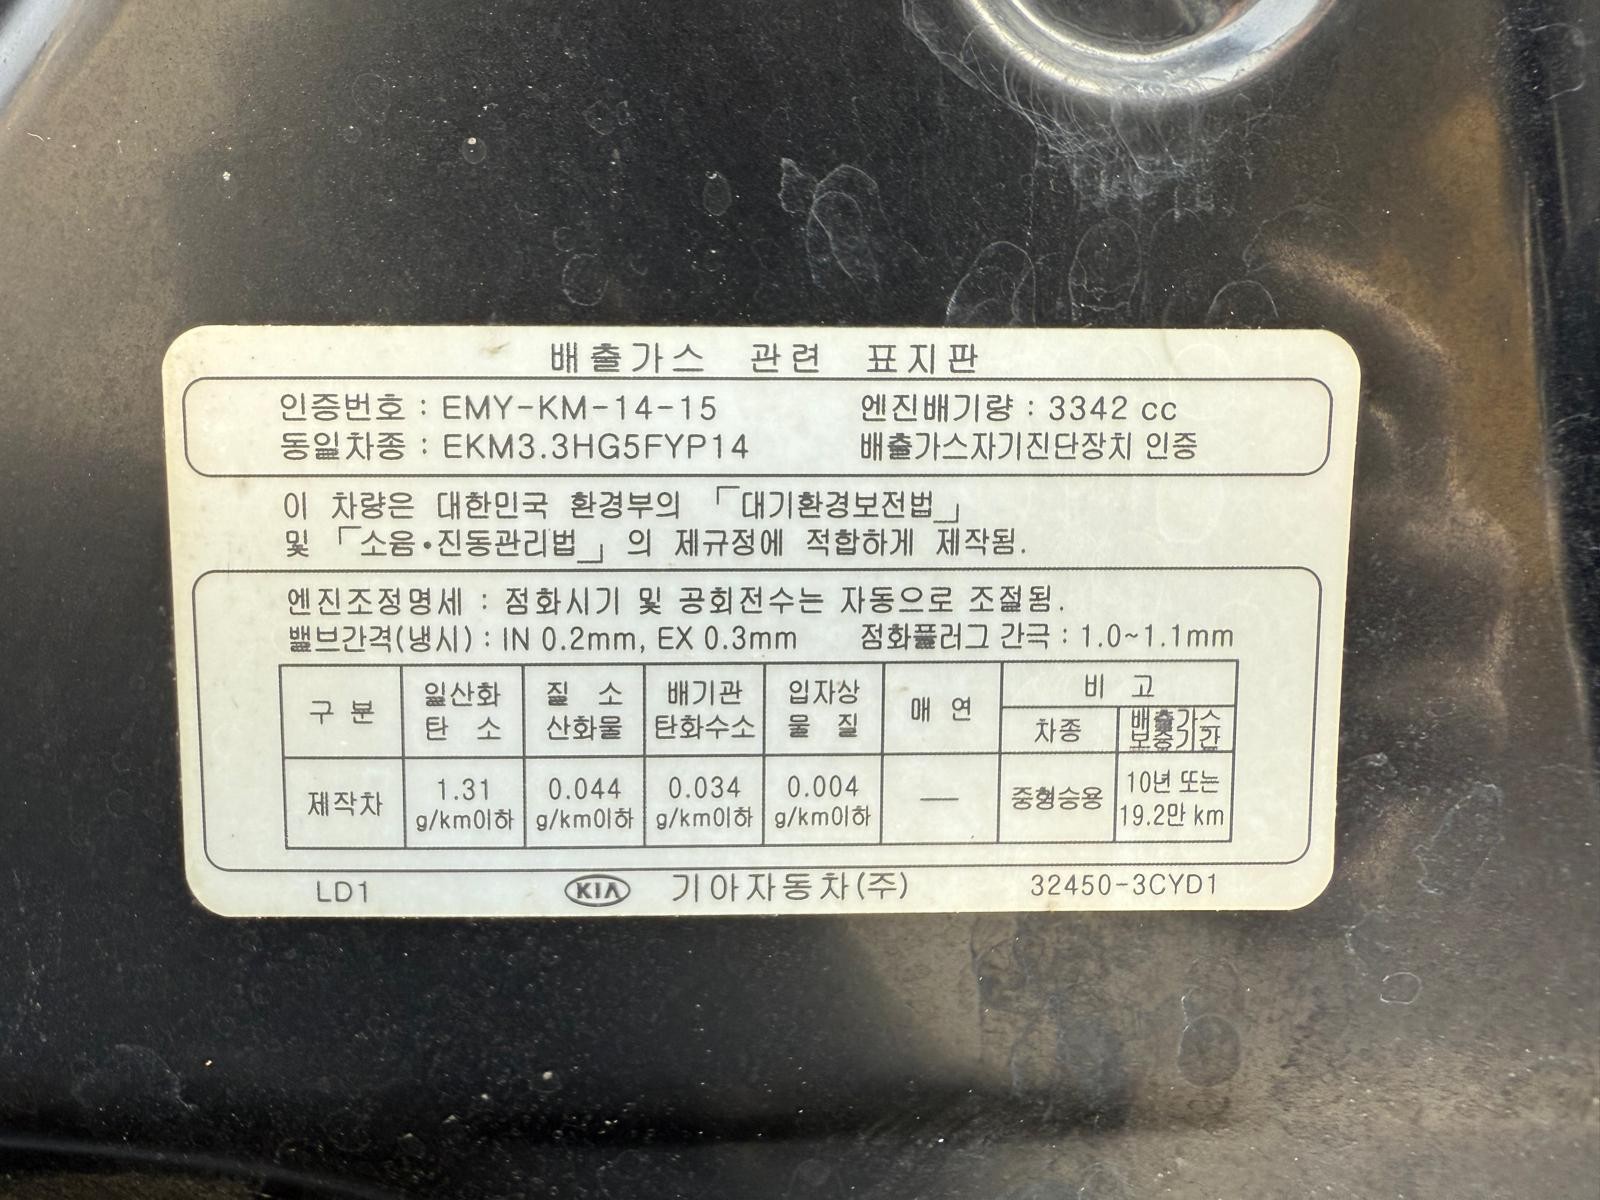 배출가스 관련 표지판
인증번호 : EMY-KM-14-15 엔진배기량 : 3342 cc
동일차종 : EKM3.3HG5FYP14 배출가스자기진단장치 인증
이 차량은 대한민국 환경부의 「대기환경보전법」
및 「소음•진동관리법」의 제규정에 적합하게 제작됨.
엔진조정명세 : 점화시기 및 공회전수는 자동으로 조절됨.
밸브간격(냉시) : IN 0.2mm, EX 0.3mm 점화플러그 간극 : 1.0~1.1mm
구 분
일산화
탄 소
질 소
산화물
배기관
탄화수소
입자상
물 질
매 연
비 고
차종
배출가스
보증기간
제작차
1.31
g/km이하
0.044
g/km이하
0.034
g/km이하
0.004
g/km이하
—
중형승용
10년 또는
19.2만 km
LD1 KIA 기아자동차(주) 32450-3CYD1